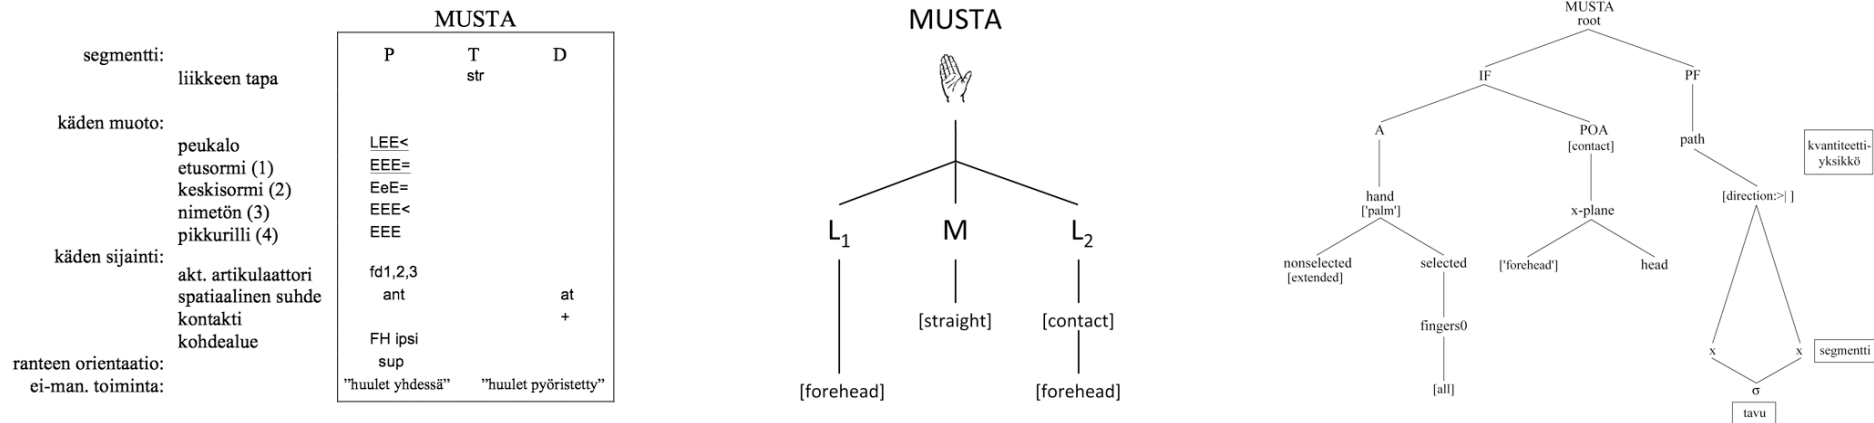 MUSTA
segmentti: P T D
liikkeen tapa str
käden muoto:
peukalo LEE<
etusormi (1) EEE=
keskisormi (2) EeE=
nimetön (3) EEE<
pikkurilli (4) EEE
käden sijainti:
akt. artikulaattori fd1,2,3
spatiaalinen suhde ant at
kontakti +
kohdealue FH ipsi
ranteen orientaatio: sup
ei-man. toiminta: ”huulet yhdessä” ”huulet pyöristetty”
MUSTA
L1 M L2
[straight] [contact]
[forehead] [forehead]
MUSTA
root
IF PF
A POA
[contact] path
kvantiteetti-
yksikkö
hand
['palm'] x-plane [direction:>| ]
nonselected selected ['forehead'] head
[extended]
fingers0
x x segmentti
[all] σ
tavu